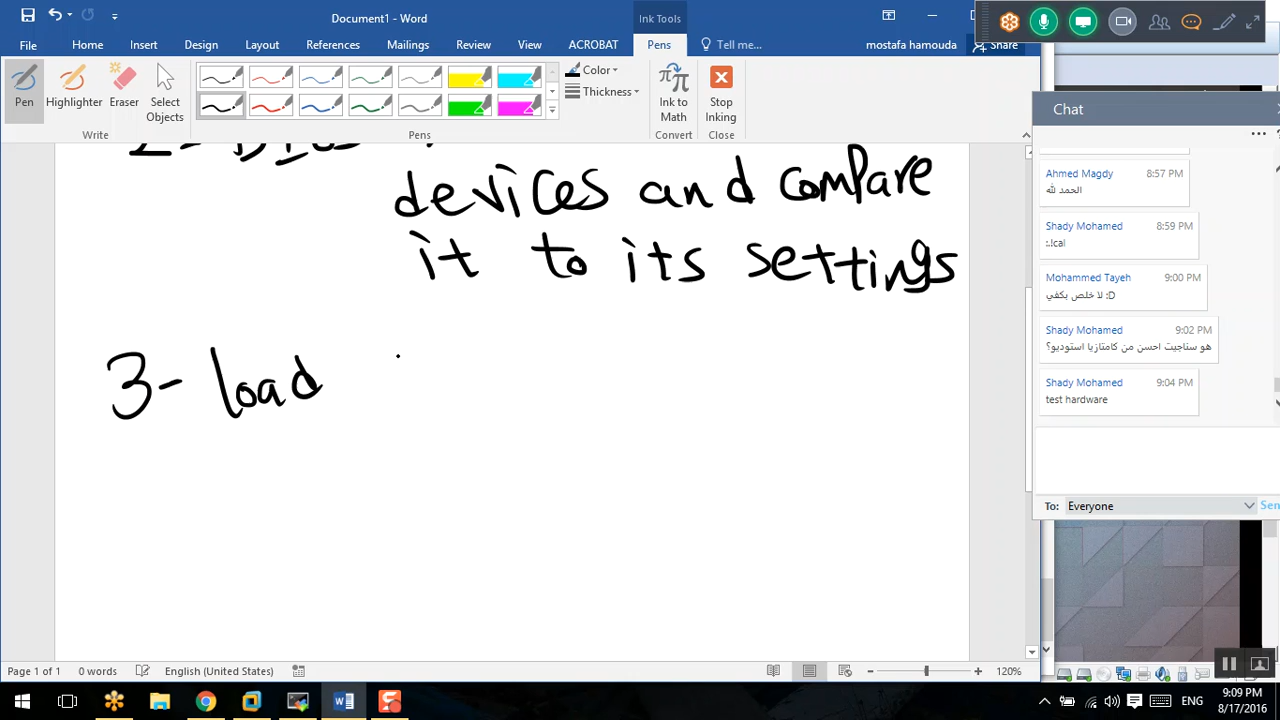 Document1 - Word
Ink Tools
File
Home
Insert
Design
Layout
References
Mailings
Review
View
ACROBAT
Pens
Tell me...
mostafa hamouda
Share
Pen
Highlighter
Eraser
Select Objects
Write
Pens
Color
Thickness
Ink to Math
Convert
Stop Inking
Close
devices and compare
it to its settings
3- load
Chat
Ahmed Magdy 8:57 PM
الحمد لله
Shady Mohamed 8:59 PM
:.lcal
Mohammed Tayeh 9:00 PM
لا خلص بكفي :D
Shady Mohamed 9:02 PM
هو سناجيت احسن من كامتازيا استوديو؟
Shady Mohamed 9:04 PM
test hardware
To: Everyone
Sen
Page 1 of 1
0 words
English (United States)
120%
ENG
9:09 PM
8/17/2016